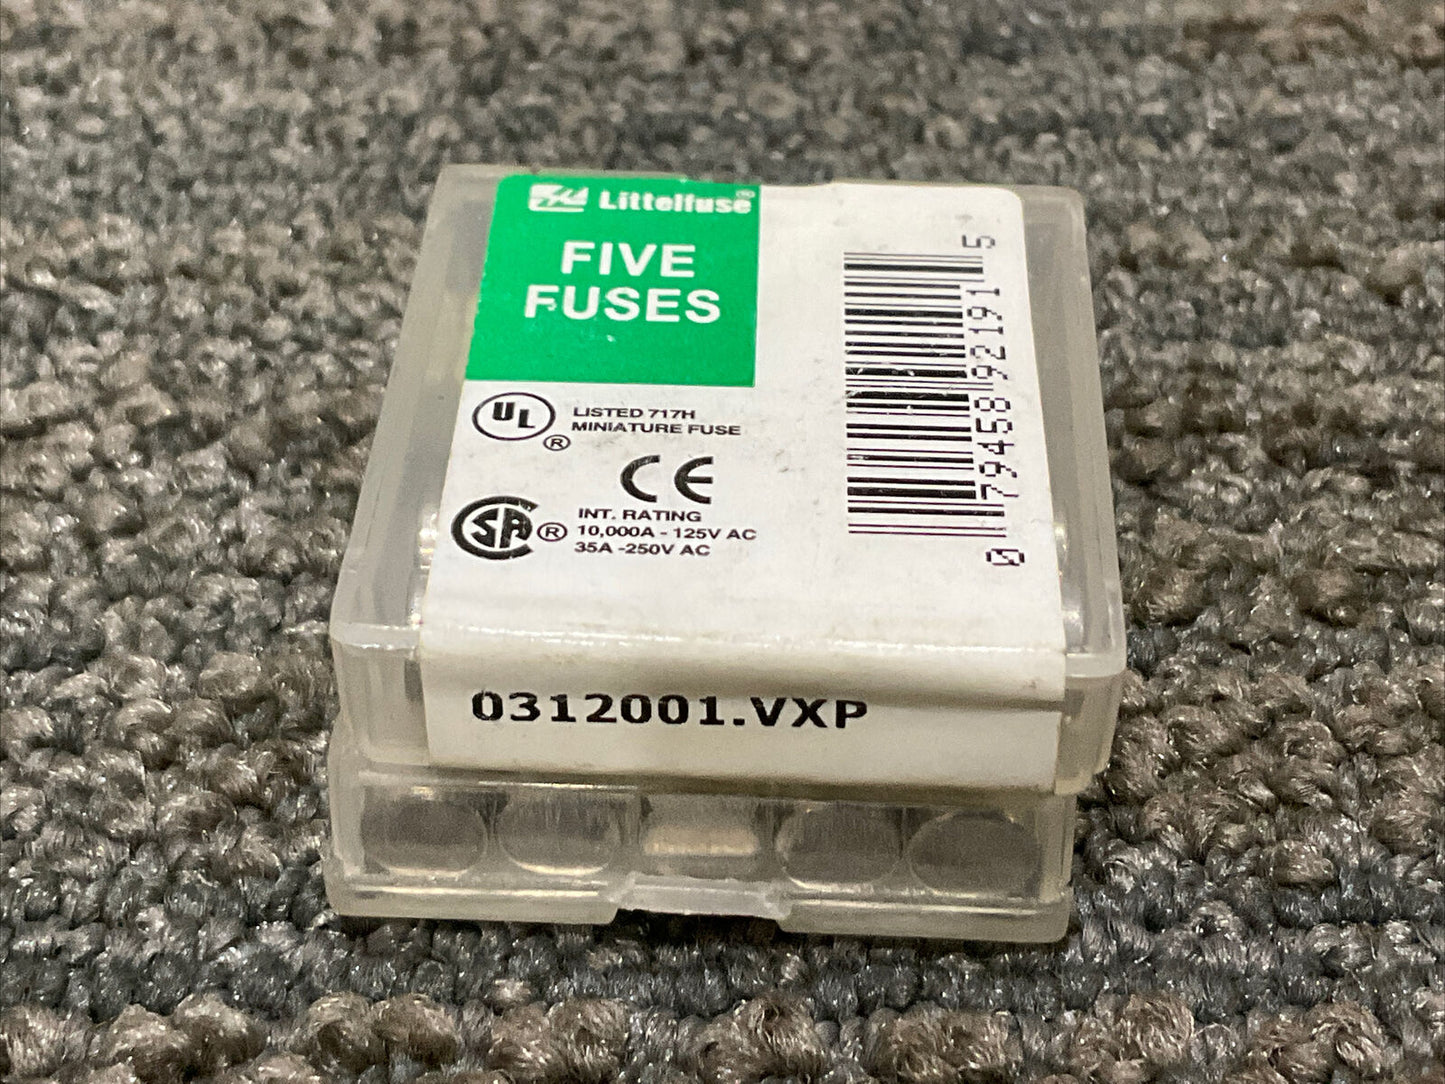 Littelfuse®
FIVE
FUSES
UL
®
LISTED 717H
MINIATURE FUSE
CE
SA
®
INT. RATING
10,000A - 125V AC
35A -250V AC
0 79458 92191 5
0312001.VXP